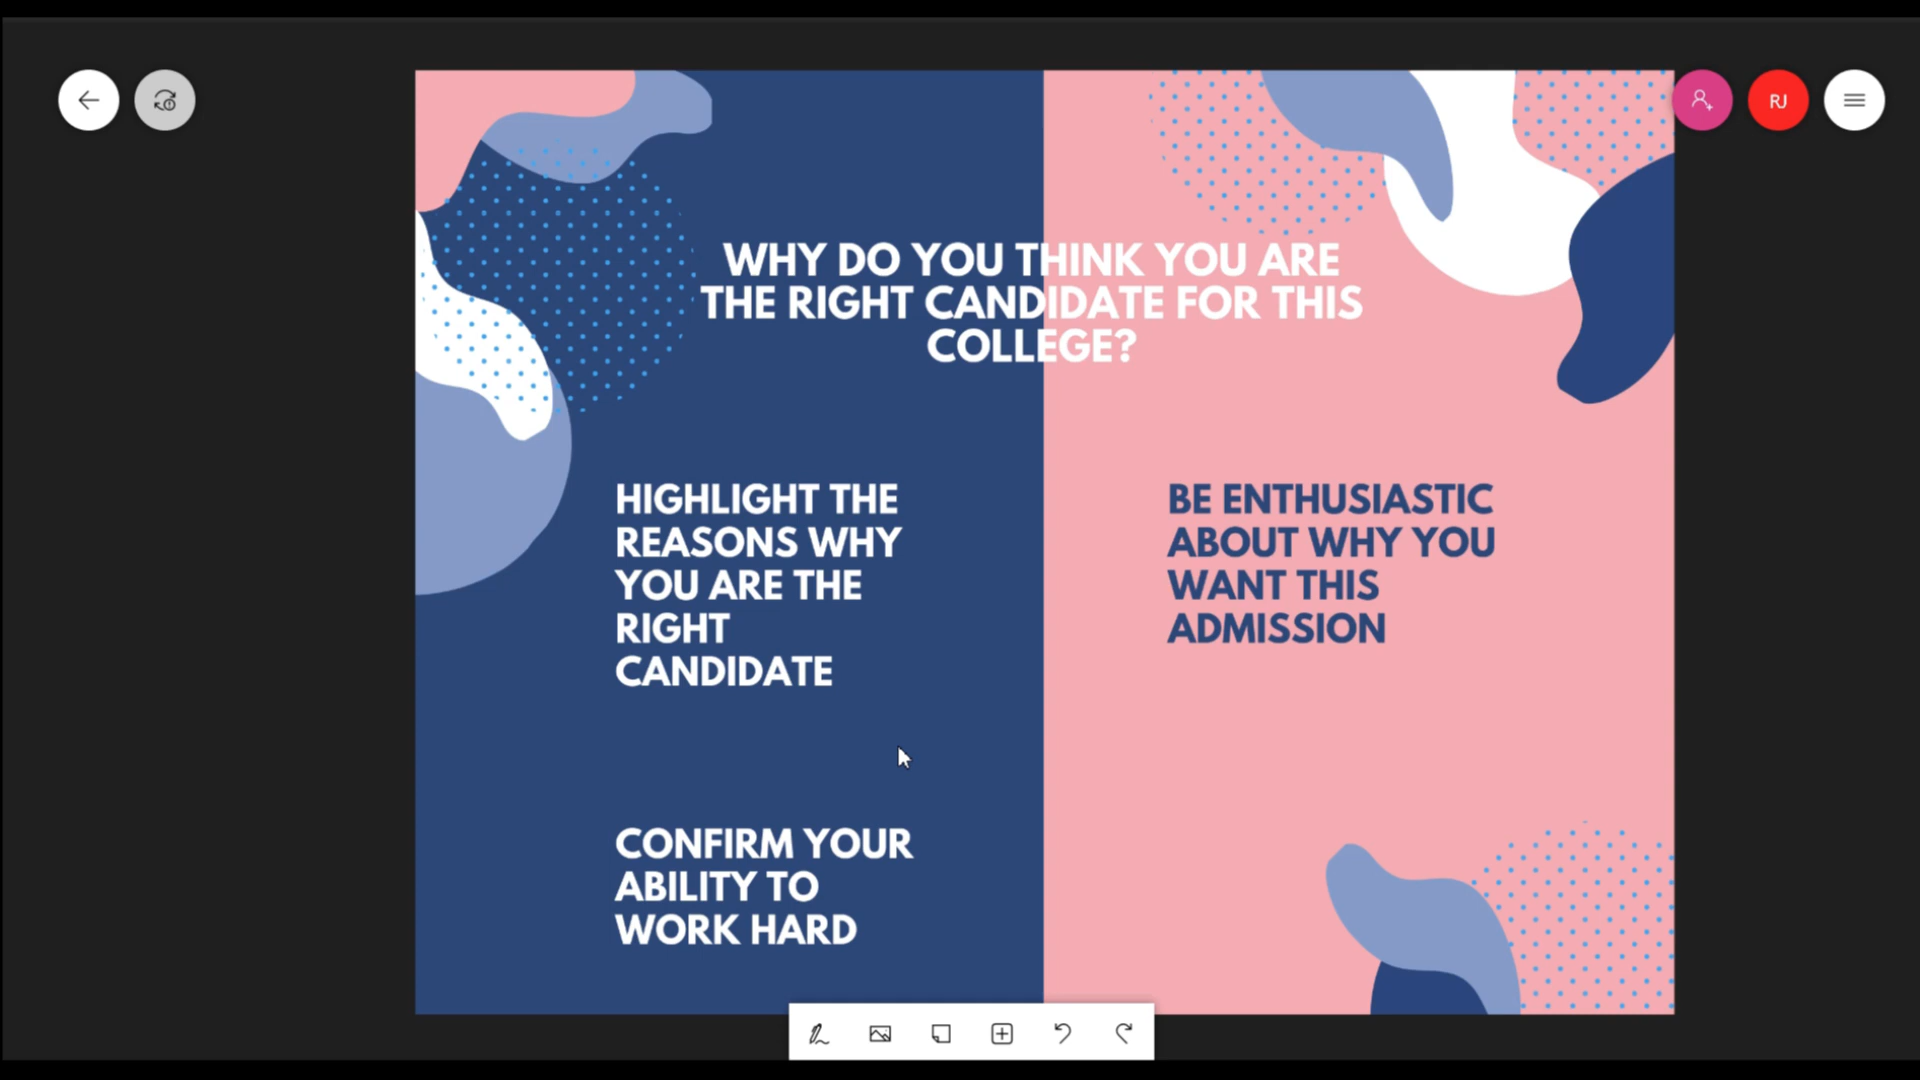 RJ
WHY DO YOU THINK YOU ARE
THE RIGHT CANDIDATE FOR THIS
COLLEGE?
HIGHLIGHT THE
REASONS WHY
YOU ARE THE
RIGHT
CANDIDATE
BE ENTHUSIASTIC
ABOUT WHY YOU
WANT THIS
ADMISSION
CONFIRM YOUR
ABILITY TO
WORK HARD